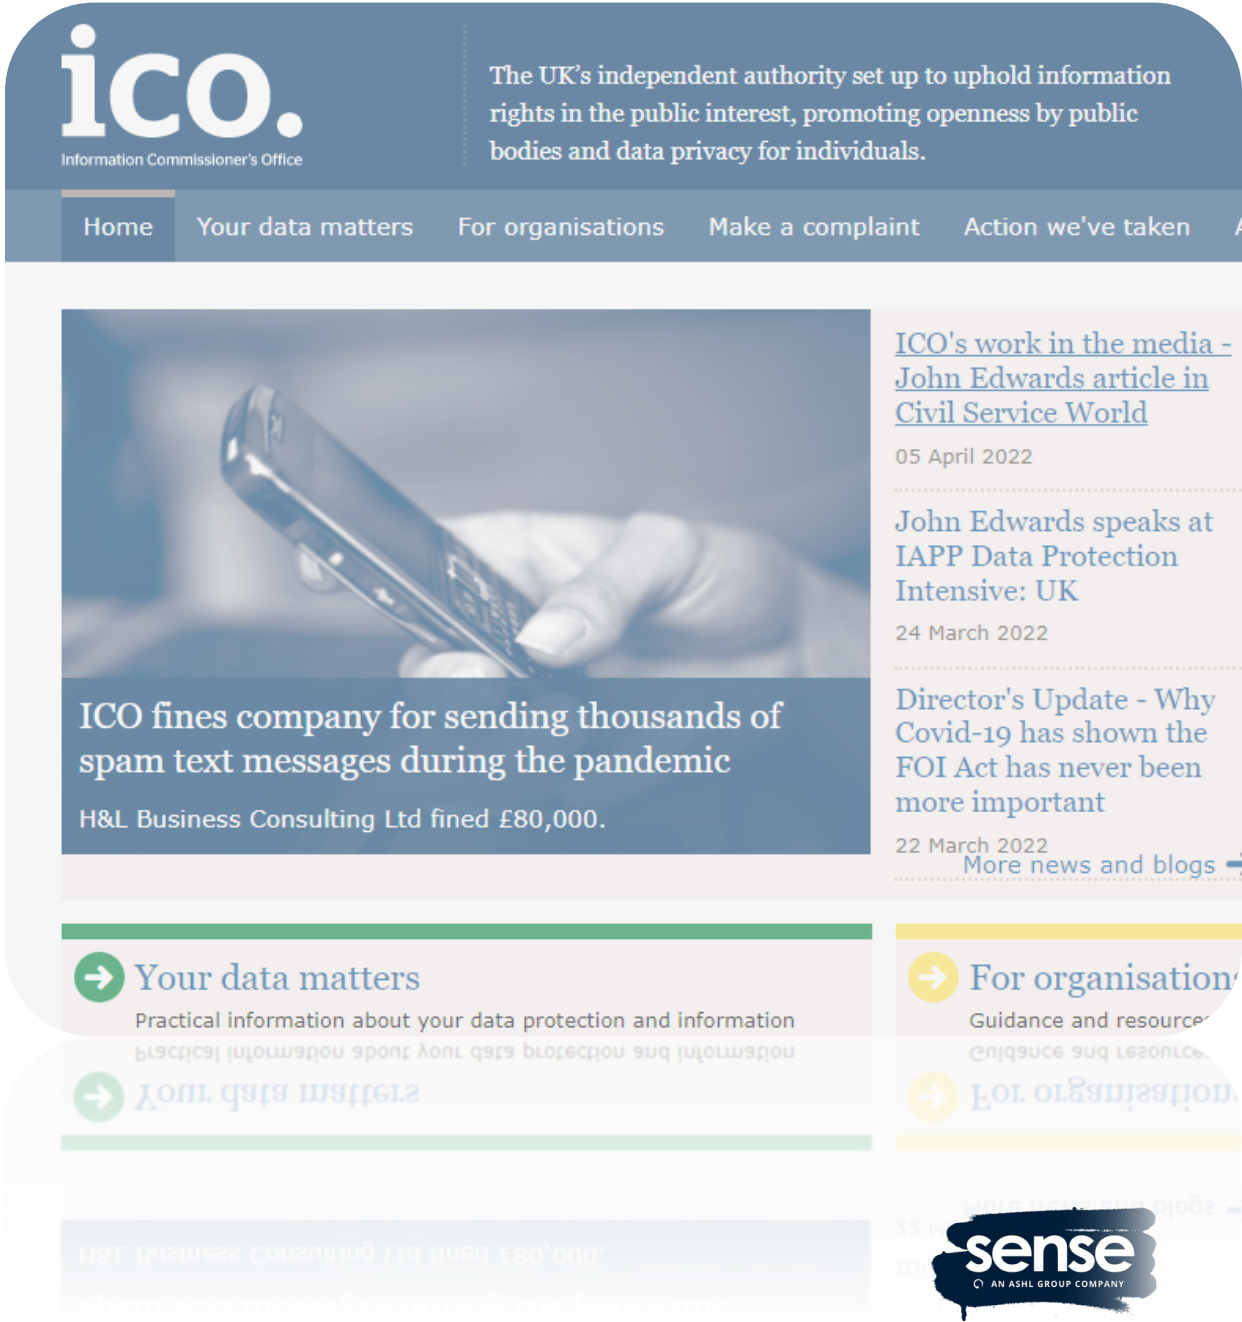 ico.
Information Commissioner's Office
The UK's independent authority set up to uphold information
rights in the public interest, promoting openness by public
bodies and data privacy for individuals.
Home
Your data matters
For organisations
Make a complaint
Action we've taken
ICO fines company for sending thousands of
spam text messages during the pandemic
H&L Business Consulting Ltd fined £80,000.
ICO's work in the media -
John Edwards article in
Civil Service World
05 April 2022
John Edwards speaks at
IAPP Data Protection
Intensive: UK
24 March 2022
Director's Update - Why
Covid-19 has shown the
FOI Act has never been
more important
22 March 2022
More news and blogs
Your data matters
Practical information about your data protection and information
For organisations
Guidance and resources
sense
AN ASHL GROUP COMPANY